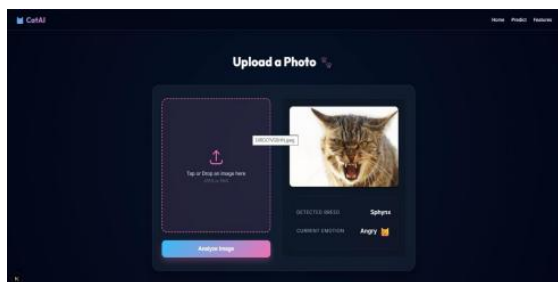 CatAI
Home Predict Features
Upload a Photo
Tap or Drop an image here
Analyze Image
DETECTED BREED Sphynx
CURRENT EMOTION Angry